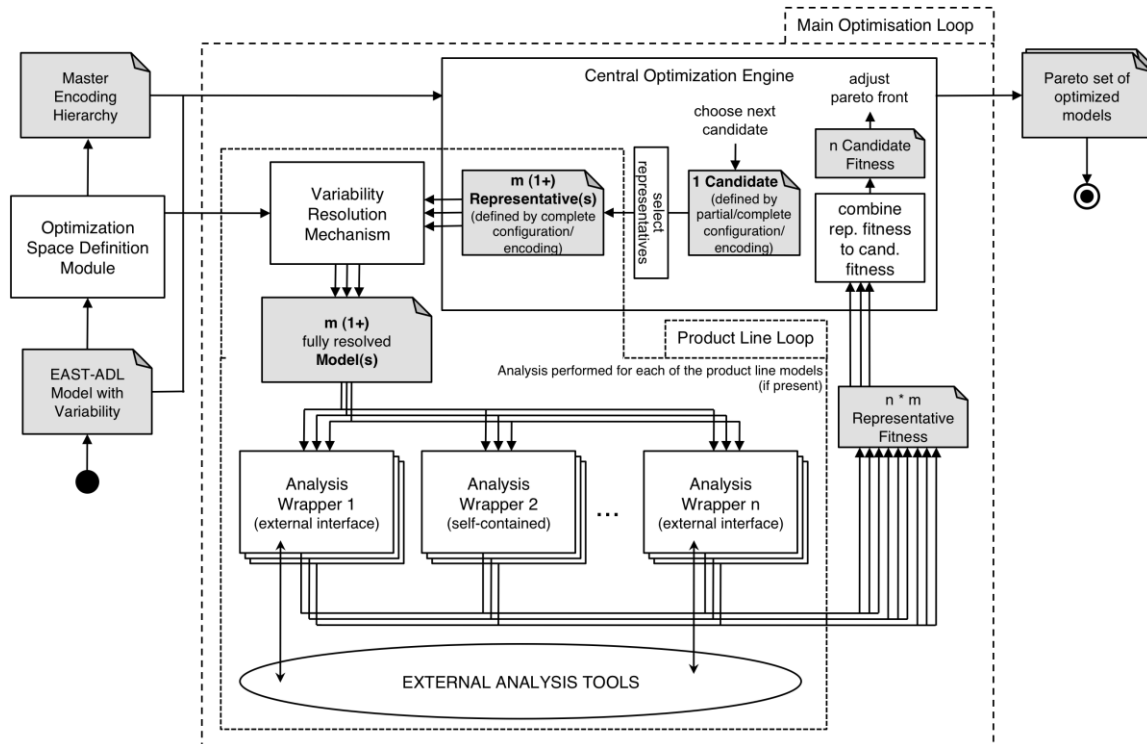 Main Optimisation Loop
Master
Encoding
Hierarchy
Central Optimization Engine
adjust
pareto front
Pareto set of
optimized
models
choose next
candidate
n Candidate
Fitness
Variability
Resolution
Mechanism
m (1+)
Representative(s)
(defined by complete
configuration/
encoding)
select
representatives
1 Candidate
(defined by
partial/complete
configuration/
encoding)
combine
rep. fitness
to cand.
fitness
Optimization
Space Definition
Module
m (1+)
fully resolved
Model(s)
Product Line Loop
Analysis performed for each of the product line models
(if present)
EAST-ADL
Model with
Variability
n * m
Representative
Fitness
Analysis
Wrapper 1
(external interface)
Analysis
Wrapper 2
(self-contained)
...
Analysis
Wrapper n
(external interface)
EXTERNAL ANALYSIS TOOLS